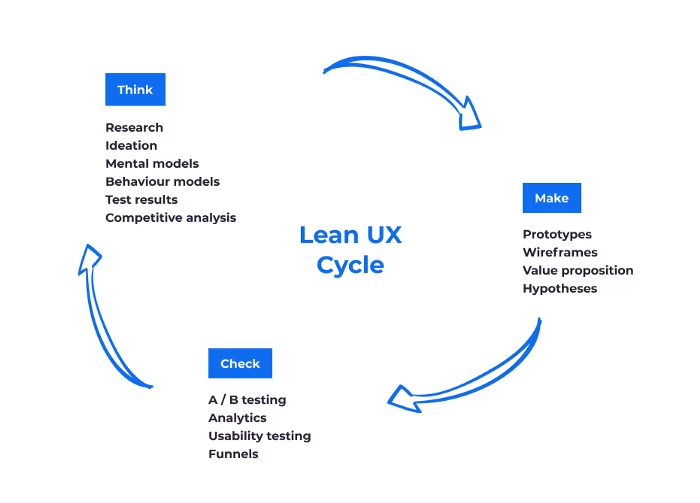 Think
Research
Ideation
Mental models
Behaviour models
Test results
Competitive analysis
Lean UX
Cycle
Make
Prototypes
Wireframes
Value proposition
Hypotheses
Check
A / B testing
Analytics
Usability testing
Funnels